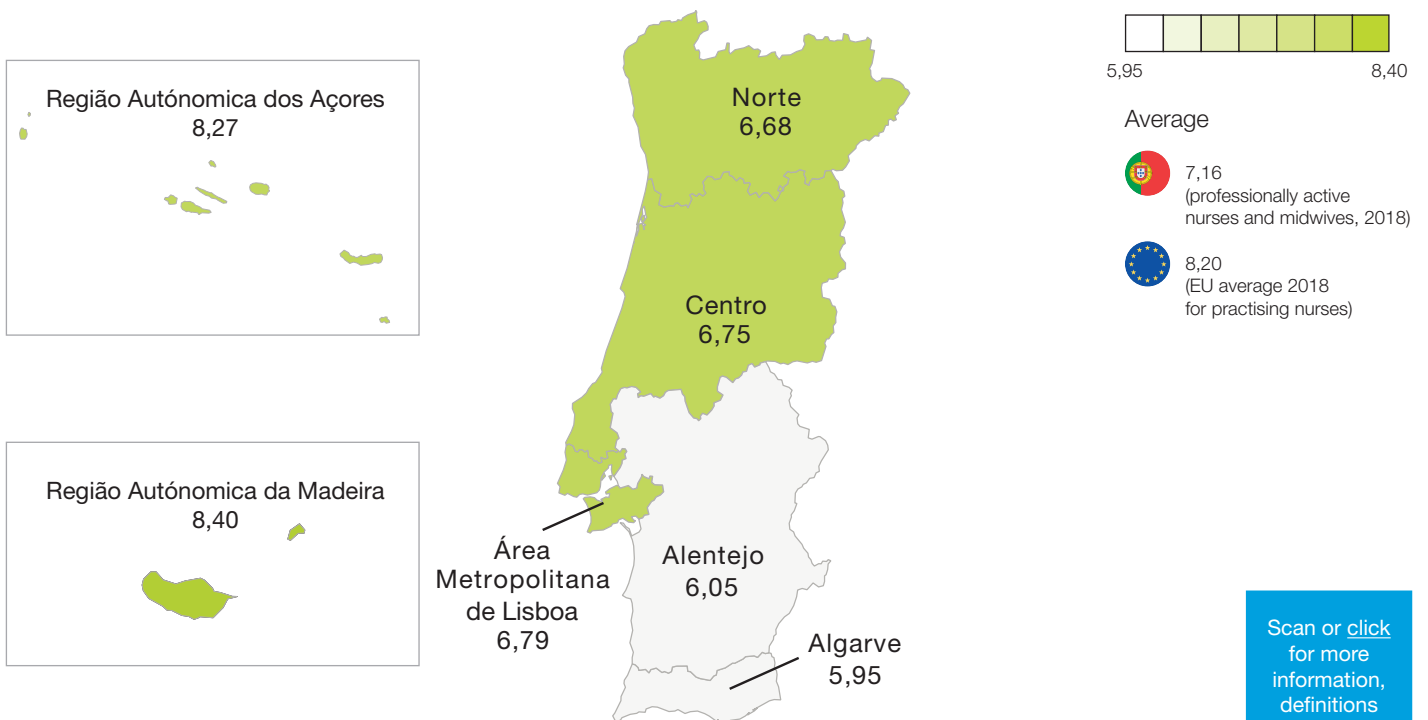 Região Autónomica dos Açores
8,27
Região Autónomica da Madeira
8,40
Norte
6,68
Centro
6,75
Área
Metropolitana
de Lisboa
6,79
Alentejo
6,05
Algarve
5,95
5,95
8,40
Average
7,16
(professionally active
nurses and midwives, 2018)
8,20
(EU average 2018
for practising nurses)
Scan or click
for more
information,
definitions